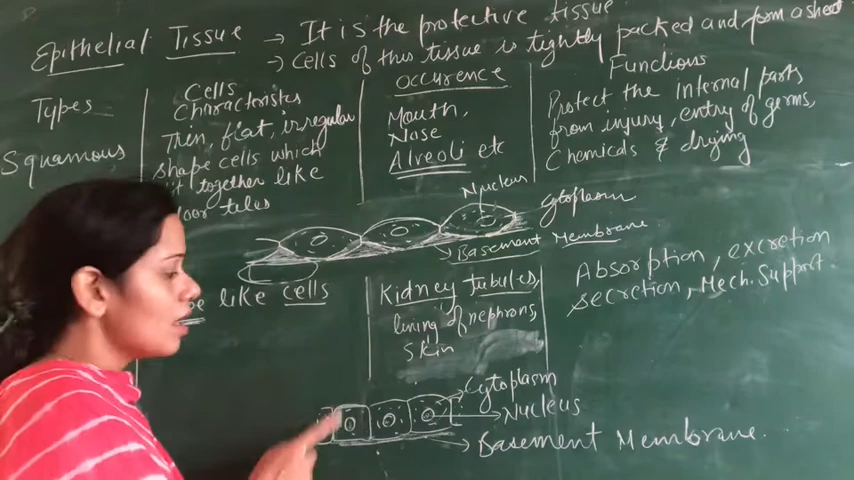 Epithelial Tissue → It is the protective tissue
→ Cells of this tissue is tightly packed and form a sheet
Types
Cells
Characteristics
occurence
Functions
Squamous
Thin, flat, irregular
shape cells which
fit together like
floor tiles
Mouth,
Nose
Alveoli etc
Protect the internal parts
from injury, entry of germs,
Chemicals & drying
Nucleus
Cytoplasm
Basement Membrane
like cells
Kidney tubules,
lining of nephrons,
Skin
Absorption, excretion
secretion, Mech. Support.
Cytoplasm
Nucleus
Basement Membrane